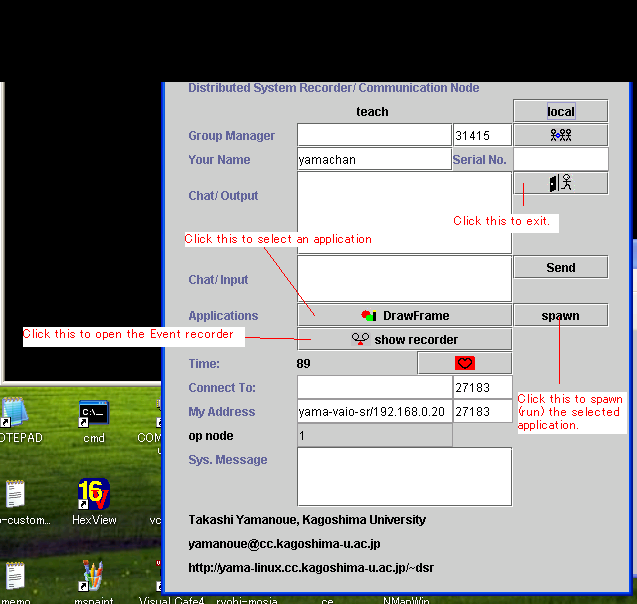 Distributed System Recorder/ Communication Node
teach
local
Group Manager
31415
Your Name
yamachan
Serial No.
Chat/ Output
Click this to exit.
Click this to select an application
Chat/ Input
Send
Applications
DrawFrame
spawn
Click this to open the Event recorder
show recorder
Time:
89
Connect To:
27183
Click this to spawn
(run) the selected
application.
My Address
yama-vaio-sr/192.168.0.20
27183
op node
1
Sys. Message
Takashi Yamanoue, Kagoshima University
yamanoue@cc.kagoshima-u.ac.jp
http://yama-linux.cc.kagoshima-u.ac.jp/~dsr
OTEPAD
cmd
C:\_
COM
16
V
o-custom...
HexView
vc
memo
mspaint
Visual Cafe4
ryohi-mosia
ce
NMapWin